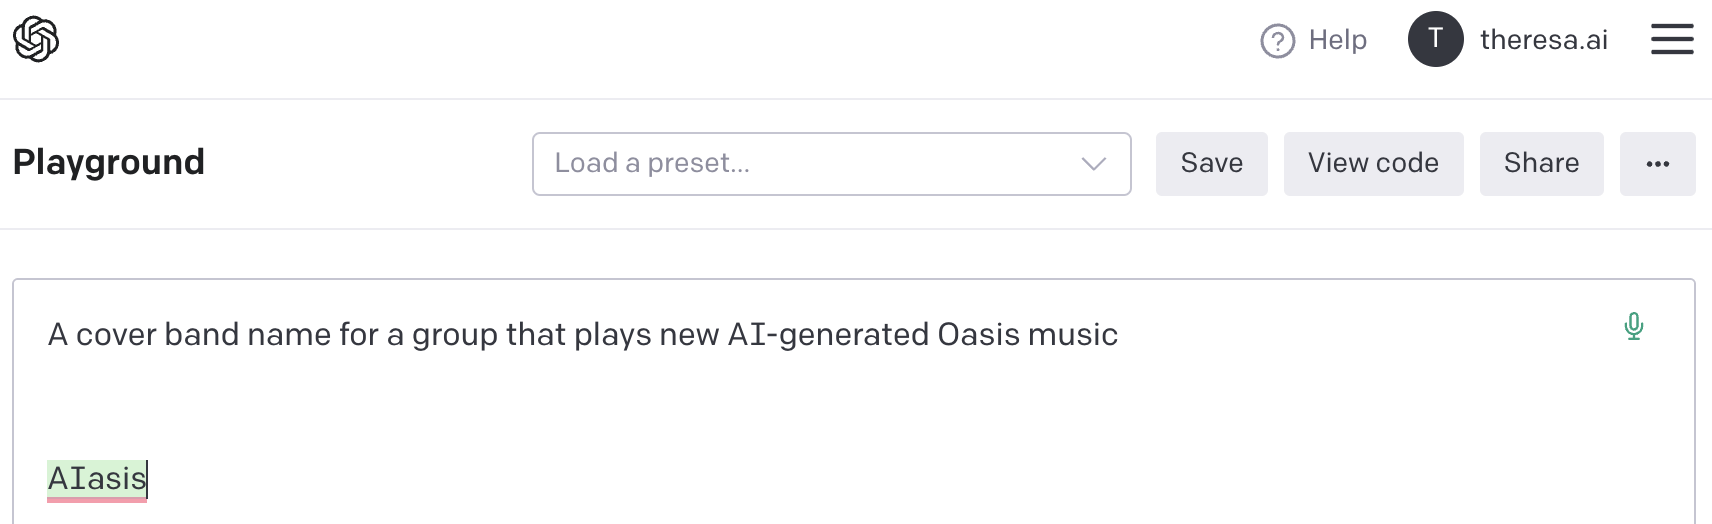 ? Help T theresa.ai
Playground Load a preset... Save View code Share ...
A cover band name for a group that plays new AI-generated Oasis music
AIasis